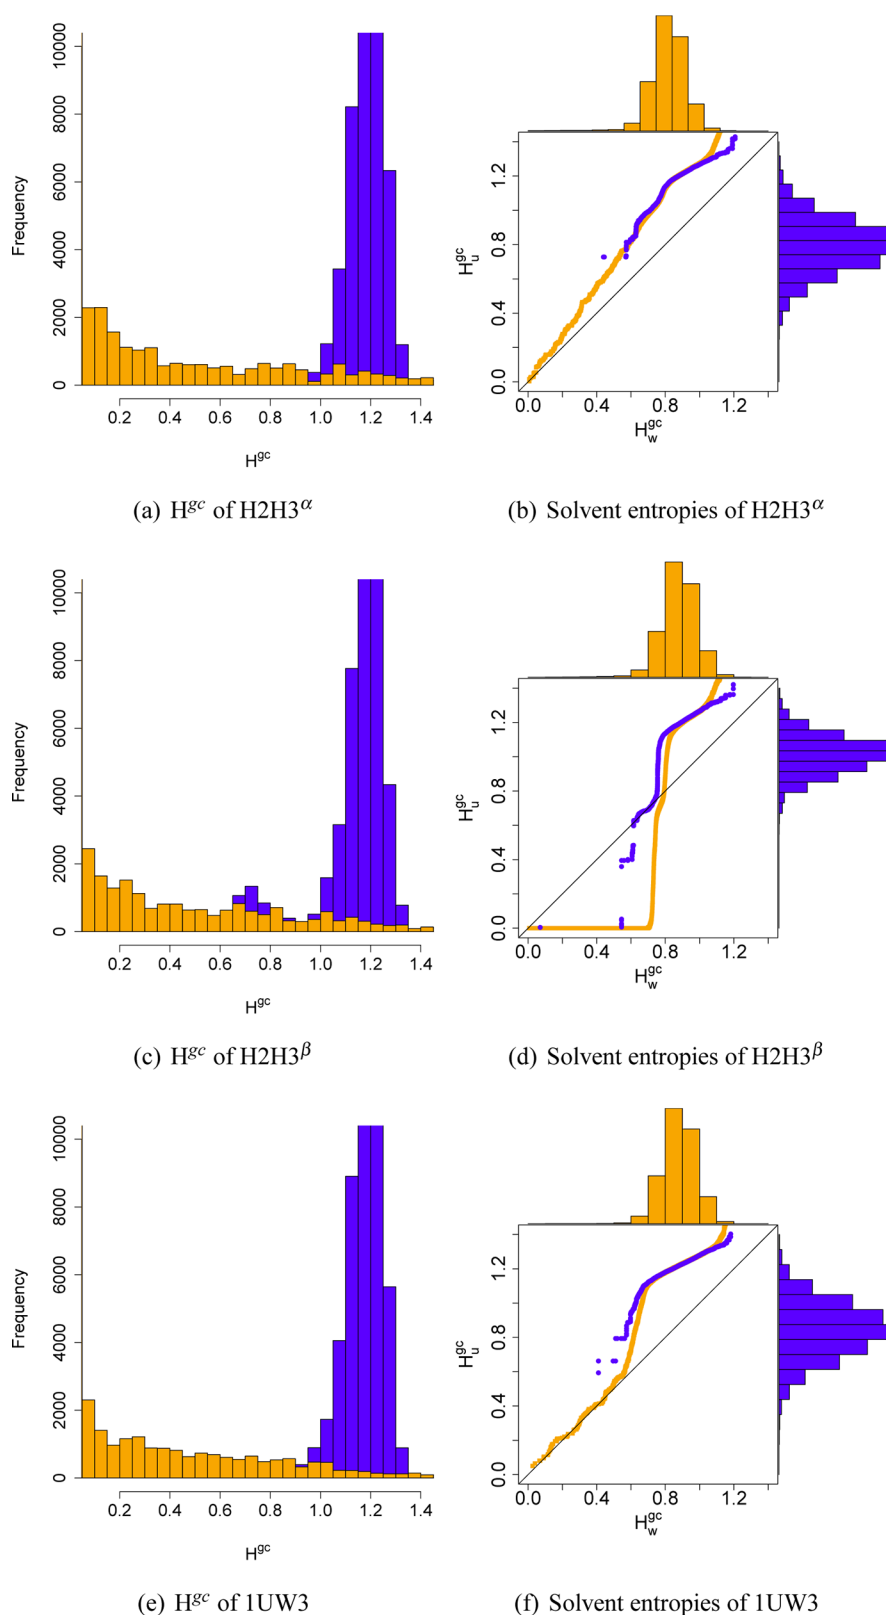 Frequency
0 2000 4000 6000 8000 10000
0.2 0.4 0.6 0.8 1.0 1.2 1.4
H^gc
(a) H^gc of H2H3^α
H_u^gc
0.0 0.4 0.8 1.2
0.0 0.4 0.8 1.2
H_w^gc
(b) Solvent entropies of H2H3^α
Frequency
0 2000 4000 6000 8000 10000
0.2 0.4 0.6 0.8 1.0 1.2 1.4
H^gc
(c) H^gc of H2H3^β
H_u^gc
0.0 0.4 0.8 1.2
0.0 0.4 0.8 1.2
H_w^gc
(d) Solvent entropies of H2H3^β
Frequency
0 2000 4000 6000 8000 10000
0.2 0.4 0.6 0.8 1.0 1.2 1.4
H^gc
(e) H^gc of 1UW3
H_u^gc
0.0 0.4 0.8 1.2
0.0 0.4 0.8 1.2
H_w^gc
(f) Solvent entropies of 1UW3